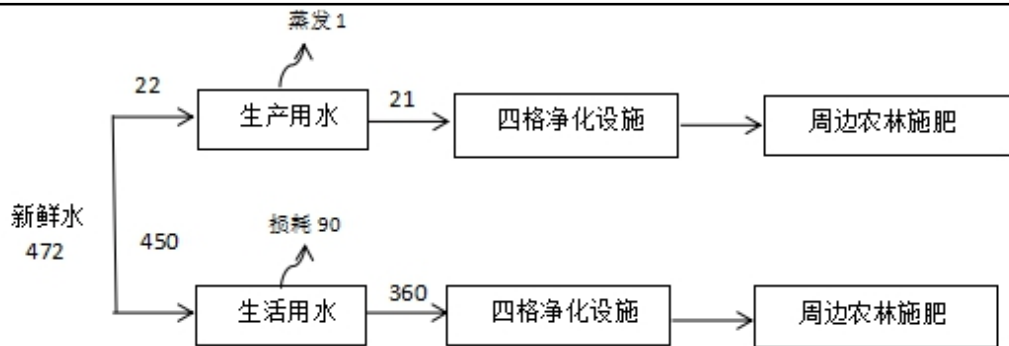 蒸发 1
22
生产用水
21
四格净化设施
周边农林施肥
新鲜水
472
450
损耗 90
生活用水
360
四格净化设施
周边农林施肥